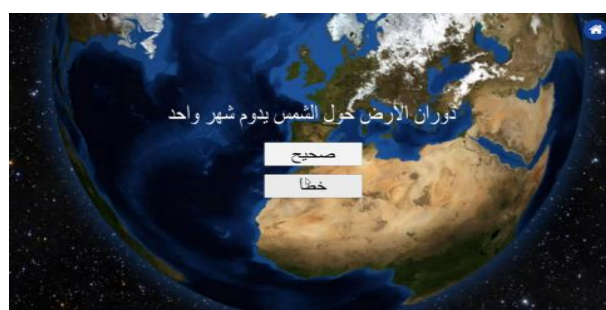 دوران الأرض حول الشمس يدوم شهر واحد
صحيح
خطأ